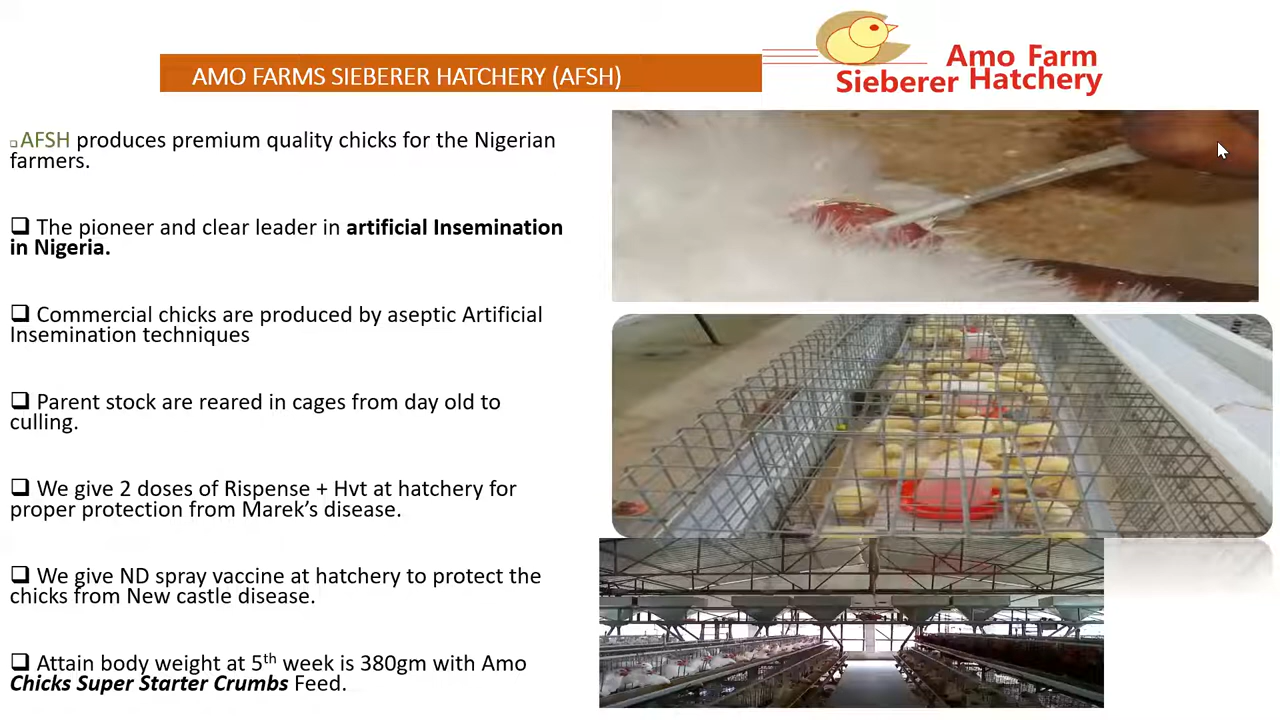 AMO FARMS SIEBERER HATCHERY (AFSH)
Amo Farm
Sieberer Hatchery
AFSH produces premium quality chicks for the Nigerian
farmers.
The pioneer and clear leader in artificial Insemination
in Nigeria.
Commercial chicks are produced by aseptic Artificial
Insemination techniques
Parent stock are reared in cages from day old to
culling.
We give 2 doses of Rispense + Hvt at hatchery for
proper protection from Marek’s disease.
We give ND spray vaccine at hatchery to protect the
chicks from New castle disease.
Attain body weight at 5th week is 380gm with Amo
Chicks Super Starter Crumbs Feed.